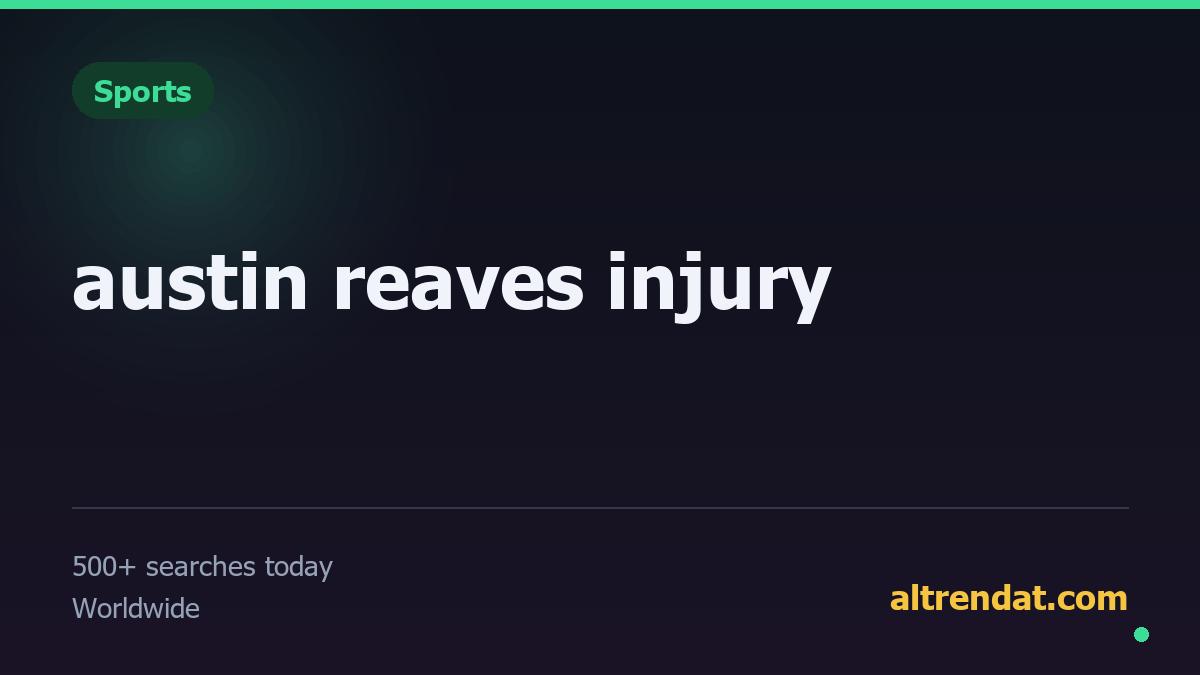 Sports
austin reaves injury
500+ searches today
Worldwide
altrendat.com